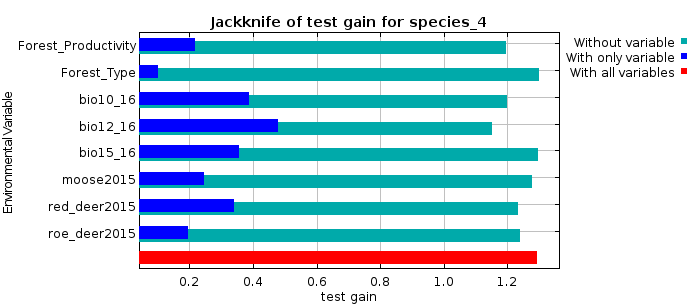 Jackknife of test gain for species_4
Forest_Productivity
Forest_Type
bio10_16
bio12_16
bio15_16
moose2015
red_deer2015
roe_deer2015
Environmental Variable
0.2 0.4 0.6 0.8 1.0 1.2
test gain
Without variable
With only variable
With all variables